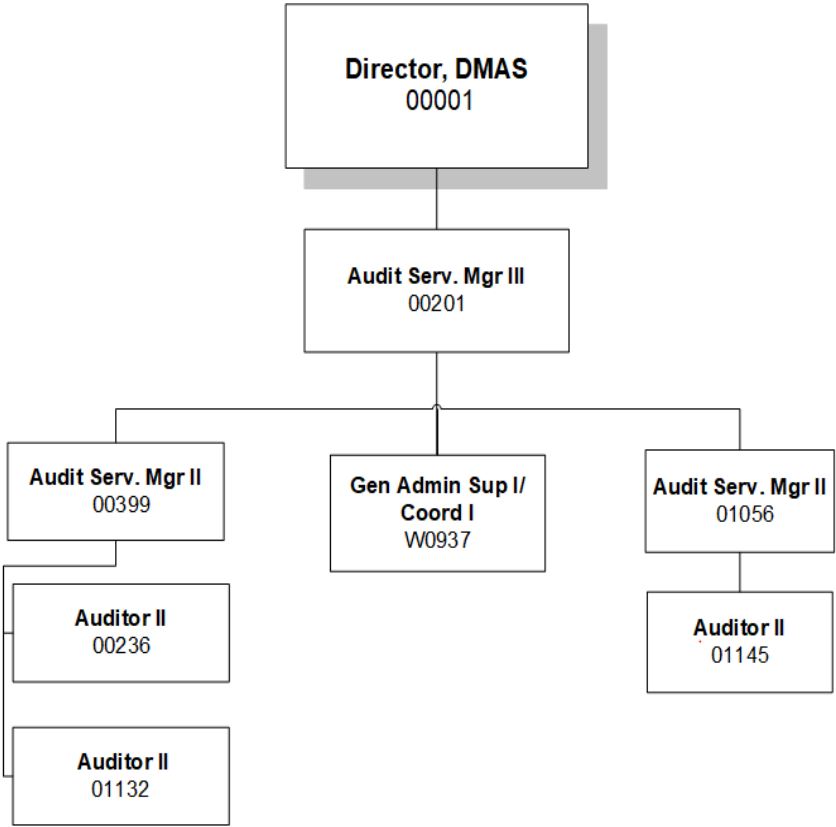 Director, DMAS
00001
Audit Serv. Mgr III
00201
Audit Serv. Mgr II
00399
Gen Admin Sup I/
Coord I
W0937
Audit Serv. Mgr II
01056
Auditor II
00236
Auditor II
01145
Auditor II
01132